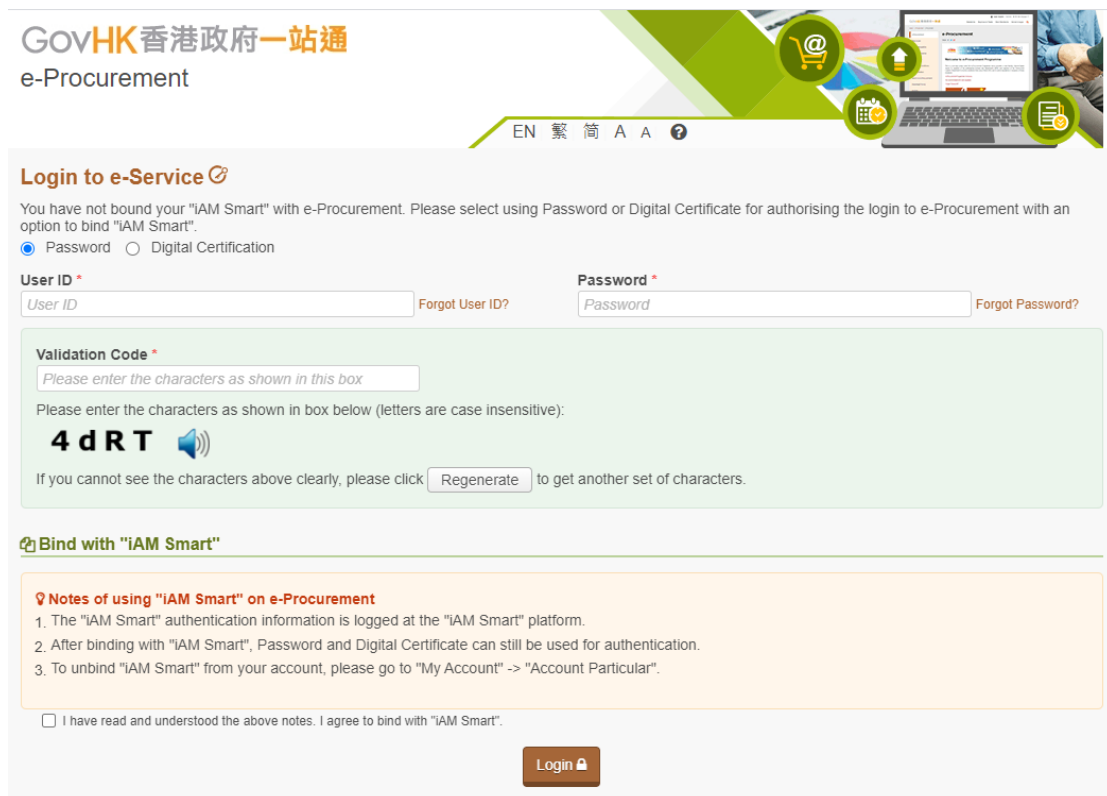 GovHK香港政府一站通
e-Procurement
EN 繁 简 A A ?
Login to e-Service
You have not bound your "iAM Smart" with e-Procurement. Please select using Password or Digital Certificate for authorising the login to e-Procurement with an
option to bind "iAM Smart".
Password Digital Certification
User ID * Password *
User ID Forgot User ID? Password Forgot Password?
Validation Code *
Please enter the characters as shown in this box
Please enter the characters as shown in box below (letters are case insensitive):
4 d R T
If you cannot see the characters above clearly, please click Regenerate to get another set of characters.
Bind with "iAM Smart"
Notes of using "iAM Smart" on e-Procurement
1. The "iAM Smart" authentication information is logged at the "iAM Smart" platform.
2. After binding with "iAM Smart", Password and Digital Certificate can still be used for authentication.
3. To unbind "iAM Smart" from your account, please go to "My Account" -> "Account Particular".
I have read and understood the above notes. I agree to bind with "iAM Smart".
Login